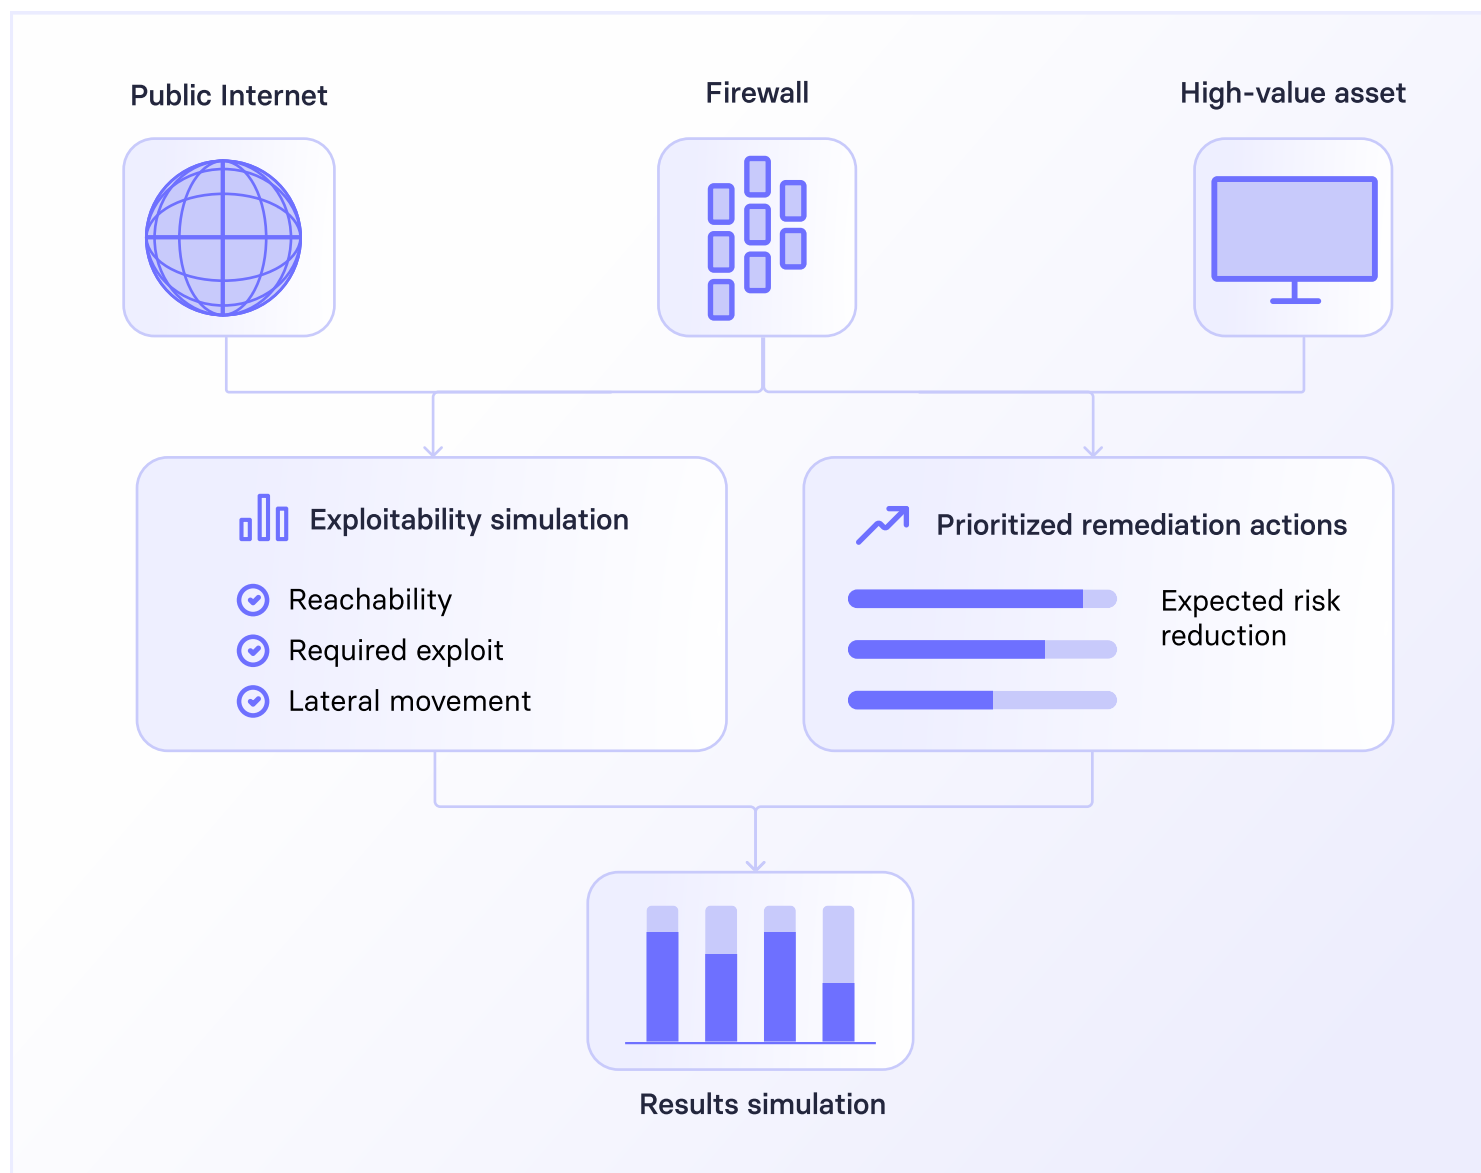 Public Internet
Firewall
High-value asset
Exploitability simulation
Reachability
Required exploit
Lateral movement
Prioritized remediation actions
Expected risk
reduction
Results simulation